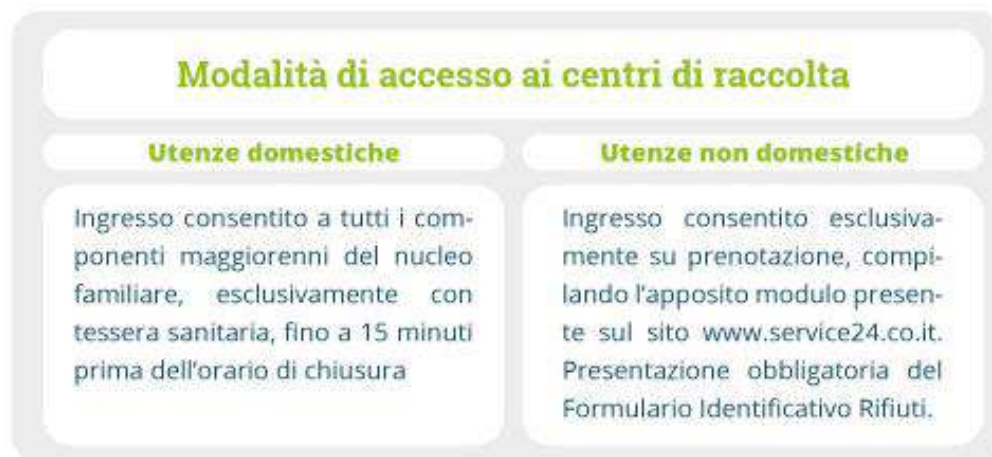 Modalità di accesso ai centri di raccolta
Utenze domestiche
Ingresso consentito a tutti i com-
ponenti maggiorenni del nucleo
familiare, esclusivamente con
tessera sanitaria, fino a 15 minuti
prima dell'orario di chiusura
Utenze non domestiche
Ingresso consentito esclusiva-
mente su prenotazione, compi-
lando l'apposito modulo presen-
te sul sito www.service24.co.it.
Presentazione obbligatoria del
Formulario Identificativo Rifiuti.